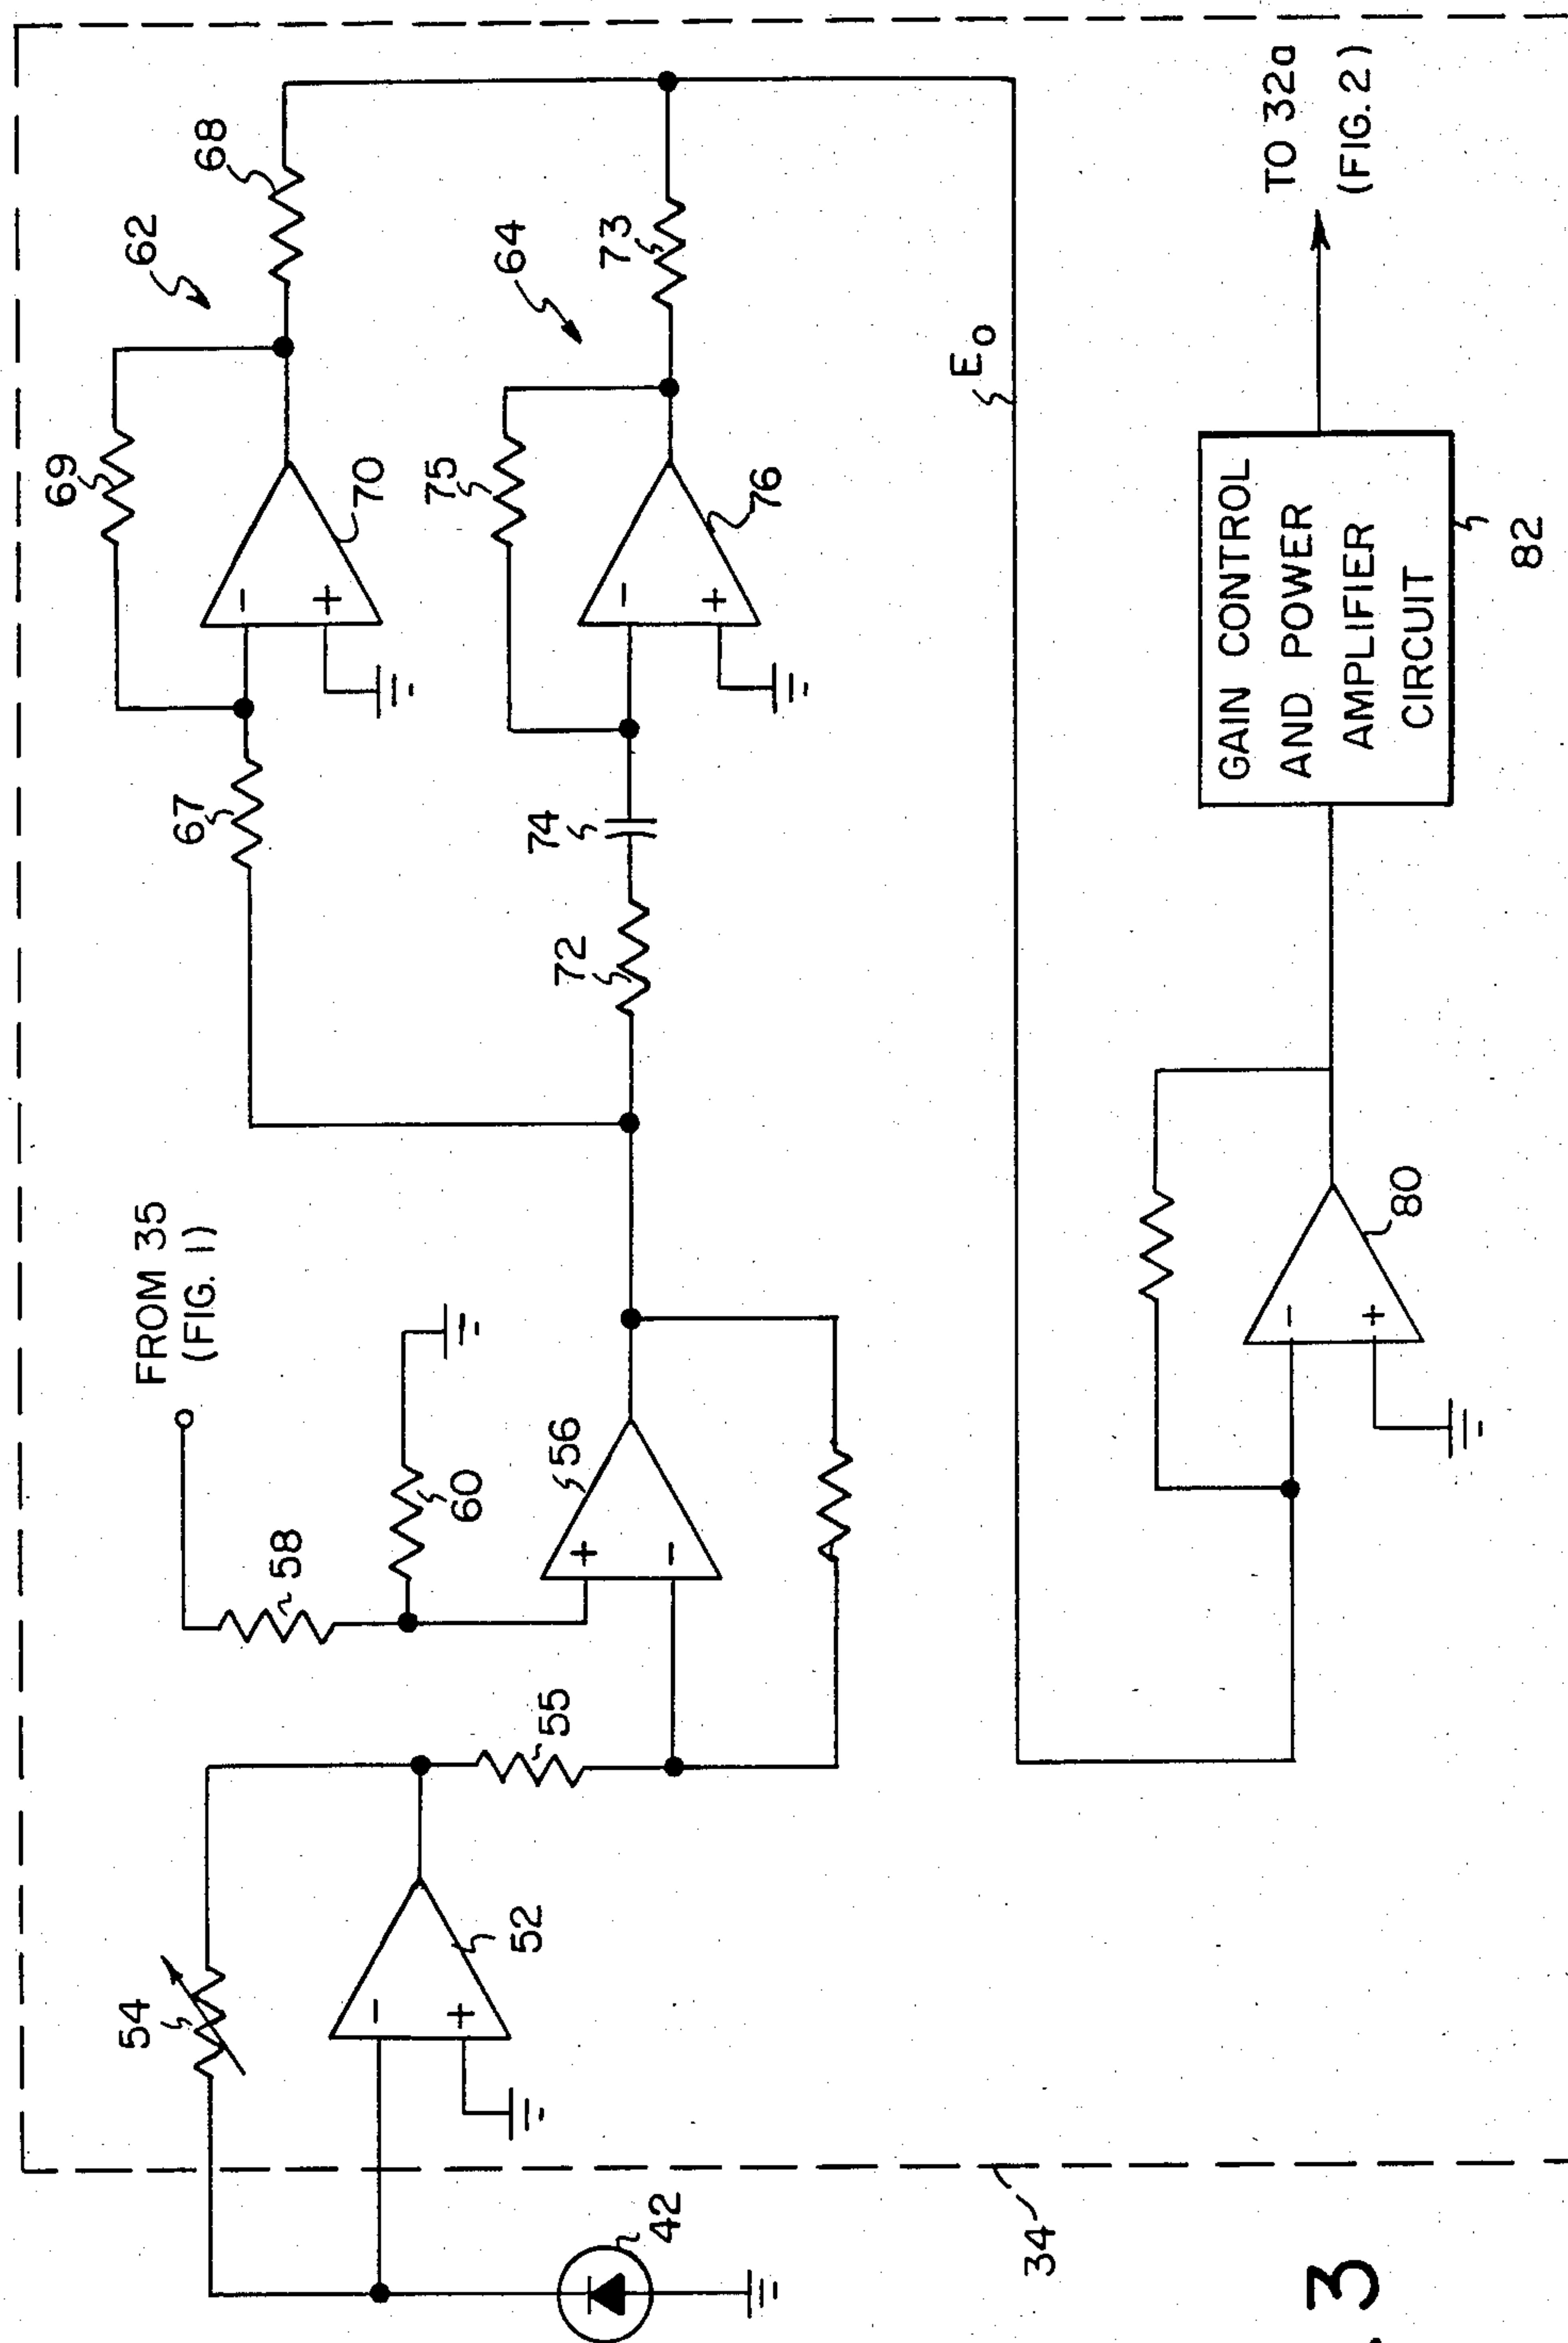 62
68
69
70
67
64
73
75
76
74
72
FROM 35
(FIG. 1)
58
60
56
55
54
52
42
34
E₀
TO 32a
(FIG. 2)
GAIN CONTROL
AND POWER
AMPLIFIER
CIRCUIT
82
80
3
- + - + + - - + - +